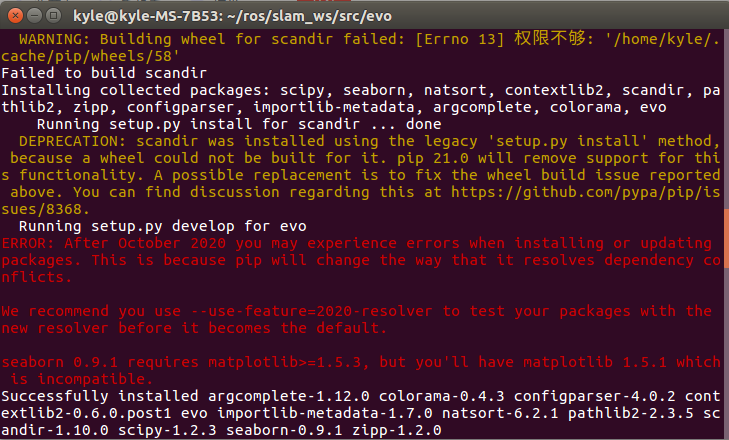 kyle@kyle-MS-7B53: ~/ros/slam_ws/src/evo
  WARNING: Building wheel for scandir failed: [Errno 13] 权限不够: '/home/kyle/.
cache/pip/wheels/58'
Failed to build scandir
Installing collected packages: scipy, seaborn, natsort, contextlib2, scandir, pa
thlib2, zipp, configparser, importlib-metadata, argcomplete, colorama, evo
    Running setup.py install for scandir ... done
  DEPRECATION: scandir was installed using the legacy 'setup.py install' method,
 because a wheel could not be built for it. pip 21.0 will remove support for thi
s functionality. A possible replacement is to fix the wheel build issue reported
 above. You can find discussion regarding this at https://github.com/pypa/pip/is
sues/8368.
  Running setup.py develop for evo
ERROR: After October 2020 you may experience errors when installing or updating
packages. This is because pip will change the way that it resolves dependency co
nflicts.
We recommend you use --use-feature=2020-resolver to test your packages with the
new resolver before it becomes the default.
seaborn 0.9.1 requires matplotlib>=1.5.3, but you'll have matplotlib 1.5.1 which
 is incompatible.
Successfully installed argcomplete-1.12.0 colorama-0.4.3 configparser-4.0.2 cont
extlib2-0.6.0.post1 evo importlib-metadata-1.7.0 natsort-6.2.1 pathlib2-2.3.5 sc
andir-1.10.0 scipy-1.2.3 seaborn-0.9.1 zipp-1.2.0